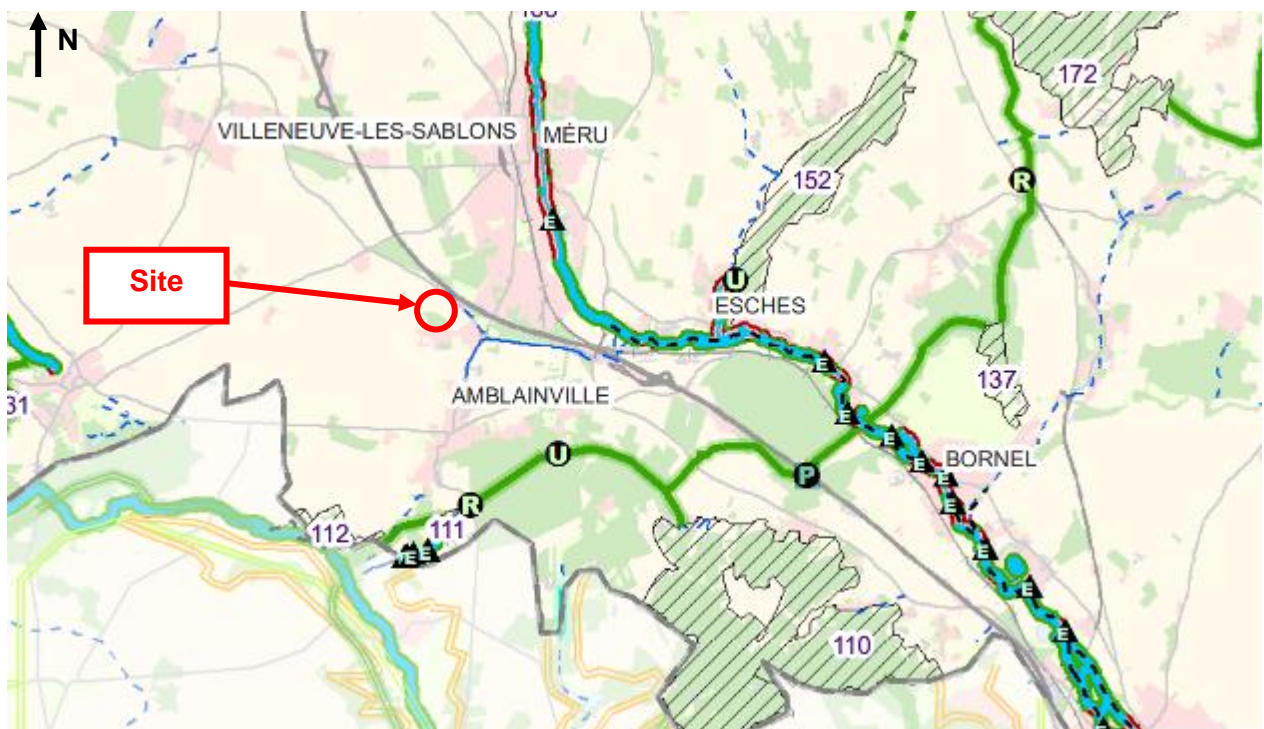 N
172
VILLENEUVE-LES-SABLONS
MÉRU
152
R
E
Site
U
ESCHES
E
137
31
AMBLAINVILLE
E
E
U
E
BORNEL
P
E
R
E
112
111
E
E
E
E
110
E